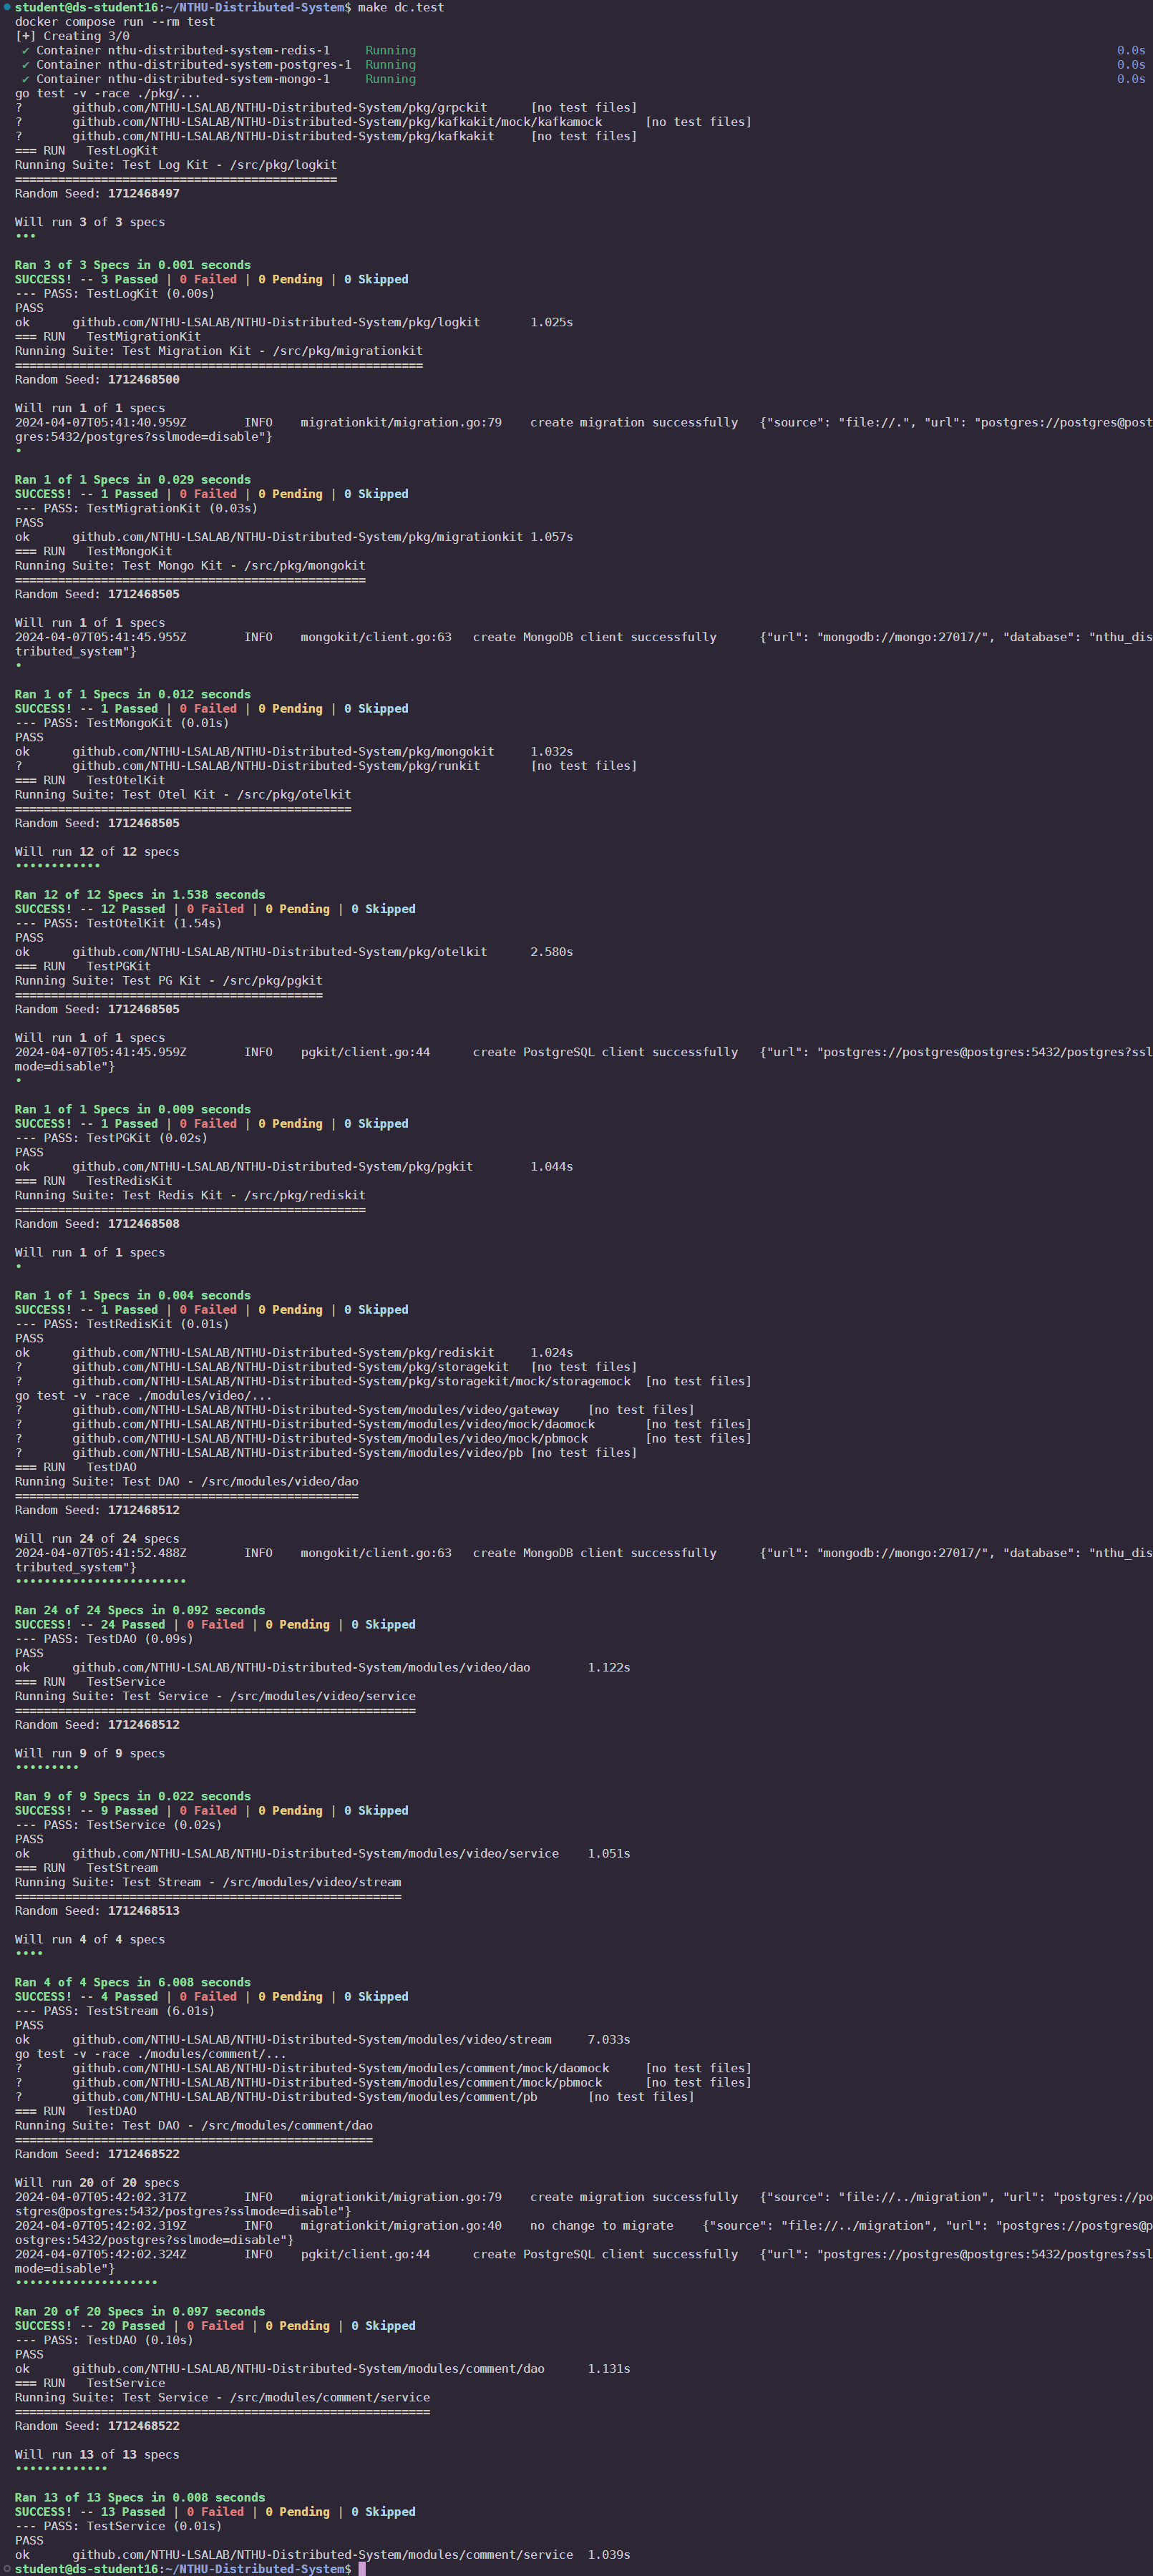 student@ds-student16:~/NTHU-Distributed-System$ make dc.test
docker compose run --rm test
[+] Creating 3/0
 ✔ Container nthu-distributed-system-redis-1     Running                                                                                                  0.0s
 ✔ Container nthu-distributed-system-postgres-1  Running                                                                                                  0.0s
 ✔ Container nthu-distributed-system-mongo-1     Running                                                                                                  0.0s
go test -v -race ./pkg/...
?       github.com/NTHU-LSALAB/NTHU-Distributed-System/pkg/grpckit      [no test files]
?       github.com/NTHU-LSALAB/NTHU-Distributed-System/pkg/kafkakit/mock/kafkamock      [no test files]
?       github.com/NTHU-LSALAB/NTHU-Distributed-System/pkg/kafkakit     [no test files]
=== RUN   TestLogKit
Running Suite: Test Log Kit - /src/pkg/logkit
=============================================
Random Seed: 1712468497

Will run 3 of 3 specs
•••

Ran 3 of 3 Specs in 0.001 seconds
SUCCESS! -- 3 Passed | 0 Failed | 0 Pending | 0 Skipped
--- PASS: TestLogKit (0.00s)
PASS
ok      github.com/NTHU-LSALAB/NTHU-Distributed-System/pkg/logkit       1.025s
=== RUN   TestMigrationKit
Running Suite: Test Migration Kit - /src/pkg/migrationkit
=========================================================
Random Seed: 1712468500

Will run 1 of 1 specs
2024-04-07T05:41:40.959Z        INFO    migrationkit/migration.go:79    create migration successfully   {"source": "file://.", "url": "postgres://postgres@post
gres:5432/postgres?sslmode=disable"}
•

Ran 1 of 1 Specs in 0.029 seconds
SUCCESS! -- 1 Passed | 0 Failed | 0 Pending | 0 Skipped
--- PASS: TestMigrationKit (0.03s)
PASS
ok      github.com/NTHU-LSALAB/NTHU-Distributed-System/pkg/migrationkit 1.057s
=== RUN   TestMongoKit
Running Suite: Test Mongo Kit - /src/pkg/mongokit
=================================================
Random Seed: 1712468505

Will run 1 of 1 specs
2024-04-07T05:41:45.955Z        INFO    mongokit/client.go:63   create MongoDB client successfully      {"url": "mongodb://mongo:27017/", "database": "nthu_dis
tributed_system"}
•

Ran 1 of 1 Specs in 0.012 seconds
SUCCESS! -- 1 Passed | 0 Failed | 0 Pending | 0 Skipped
--- PASS: TestMongoKit (0.01s)
PASS
ok      github.com/NTHU-LSALAB/NTHU-Distributed-System/pkg/mongokit     1.032s
?       github.com/NTHU-LSALAB/NTHU-Distributed-System/pkg/runkit       [no test files]
=== RUN   TestOtelKit
Running Suite: Test Otel Kit - /src/pkg/otelkit
===============================================
Random Seed: 1712468505

Will run 12 of 12 specs
••••••••••••

Ran 12 of 12 Specs in 1.538 seconds
SUCCESS! -- 12 Passed | 0 Failed | 0 Pending | 0 Skipped
--- PASS: TestOtelKit (1.54s)
PASS
ok      github.com/NTHU-LSALAB/NTHU-Distributed-System/pkg/otelkit      2.580s
=== RUN   TestPGKit
Running Suite: Test PG Kit - /src/pkg/pgkit
===========================================
Random Seed: 1712468505

Will run 1 of 1 specs
2024-04-07T05:41:45.959Z        INFO    pgkit/client.go:44      create PostgreSQL client successfully   {"url": "postgres://postgres@postgres:5432/postgres?ssl
mode=disable"}
•

Ran 1 of 1 Specs in 0.009 seconds
SUCCESS! -- 1 Passed | 0 Failed | 0 Pending | 0 Skipped
--- PASS: TestPGKit (0.02s)
PASS
ok      github.com/NTHU-LSALAB/NTHU-Distributed-System/pkg/pgkit        1.044s
=== RUN   TestRedisKit
Running Suite: Test Redis Kit - /src/pkg/rediskit
=================================================
Random Seed: 1712468508

Will run 1 of 1 specs
•

Ran 1 of 1 Specs in 0.004 seconds
SUCCESS! -- 1 Passed | 0 Failed | 0 Pending | 0 Skipped
--- PASS: TestRedisKit (0.01s)
PASS
ok      github.com/NTHU-LSALAB/NTHU-Distributed-System/pkg/rediskit     1.024s
?       github.com/NTHU-LSALAB/NTHU-Distributed-System/pkg/storagekit   [no test files]
?       github.com/NTHU-LSALAB/NTHU-Distributed-System/pkg/storagekit/mock/storagemock  [no test files]
go test -v -race ./modules/video/...
?       github.com/NTHU-LSALAB/NTHU-Distributed-System/modules/video/gateway    [no test files]
?       github.com/NTHU-LSALAB/NTHU-Distributed-System/modules/video/mock/daomock       [no test files]
?       github.com/NTHU-LSALAB/NTHU-Distributed-System/modules/video/mock/pbmock        [no test files]
?       github.com/NTHU-LSALAB/NTHU-Distributed-System/modules/video/pb [no test files]
=== RUN   TestDAO
Running Suite: Test DAO - /src/modules/video/dao
================================================
Random Seed: 1712468512

Will run 24 of 24 specs
2024-04-07T05:41:52.488Z        INFO    mongokit/client.go:63   create MongoDB client successfully      {"url": "mongodb://mongo:27017/", "database": "nthu_dis
tributed_system"}
••••••••••••••••••••••••

Ran 24 of 24 Specs in 0.092 seconds
SUCCESS! -- 24 Passed | 0 Failed | 0 Pending | 0 Skipped
--- PASS: TestDAO (0.09s)
PASS
ok      github.com/NTHU-LSALAB/NTHU-Distributed-System/modules/video/dao        1.122s
=== RUN   TestService
Running Suite: Test Service - /src/modules/video/service
========================================================
Random Seed: 1712468512

Will run 9 of 9 specs
•••••••••

Ran 9 of 9 Specs in 0.022 seconds
SUCCESS! -- 9 Passed | 0 Failed | 0 Pending | 0 Skipped
--- PASS: TestService (0.02s)
PASS
ok      github.com/NTHU-LSALAB/NTHU-Distributed-System/modules/video/service    1.051s
=== RUN   TestStream
Running Suite: Test Stream - /src/modules/video/stream
======================================================
Random Seed: 1712468513

Will run 4 of 4 specs
••••

Ran 4 of 4 Specs in 6.008 seconds
SUCCESS! -- 4 Passed | 0 Failed | 0 Pending | 0 Skipped
--- PASS: TestStream (6.01s)
PASS
ok      github.com/NTHU-LSALAB/NTHU-Distributed-System/modules/video/stream     7.033s
go test -v -race ./modules/comment/...
?       github.com/NTHU-LSALAB/NTHU-Distributed-System/modules/comment/mock/daomock     [no test files]
?       github.com/NTHU-LSALAB/NTHU-Distributed-System/modules/comment/mock/pbmock      [no test files]
?       github.com/NTHU-LSALAB/NTHU-Distributed-System/modules/comment/pb       [no test files]
=== RUN   TestDAO
Running Suite: Test DAO - /src/modules/comment/dao
==================================================
Random Seed: 1712468522

Will run 20 of 20 specs
2024-04-07T05:42:02.317Z        INFO    migrationkit/migration.go:79    create migration successfully   {"source": "file://../migration", "url": "postgres://po
stgres@postgres:5432/postgres?sslmode=disable"}
2024-04-07T05:42:02.319Z        INFO    migrationkit/migration.go:40    no change to migrate    {"source": "file://../migration", "url": "postgres://postgres@p
ostgres:5432/postgres?sslmode=disable"}
2024-04-07T05:42:02.324Z        INFO    pgkit/client.go:44      create PostgreSQL client successfully   {"url": "postgres://postgres@postgres:5432/postgres?ssl
mode=disable"}
••••••••••••••••••••

Ran 20 of 20 Specs in 0.097 seconds
SUCCESS! -- 20 Passed | 0 Failed | 0 Pending | 0 Skipped
--- PASS: TestDAO (0.10s)
PASS
ok      github.com/NTHU-LSALAB/NTHU-Distributed-System/modules/comment/dao      1.131s
=== RUN   TestService
Running Suite: Test Service - /src/modules/comment/service
==========================================================
Random Seed: 1712468522

Will run 13 of 13 specs
•••••••••••••

Ran 13 of 13 Specs in 0.008 seconds
SUCCESS! -- 13 Passed | 0 Failed | 0 Pending | 0 Skipped
--- PASS: TestService (0.01s)
PASS
ok      github.com/NTHU-LSALAB/NTHU-Distributed-System/modules/comment/service  1.039s
student@ds-student16:~/NTHU-Distributed-System$